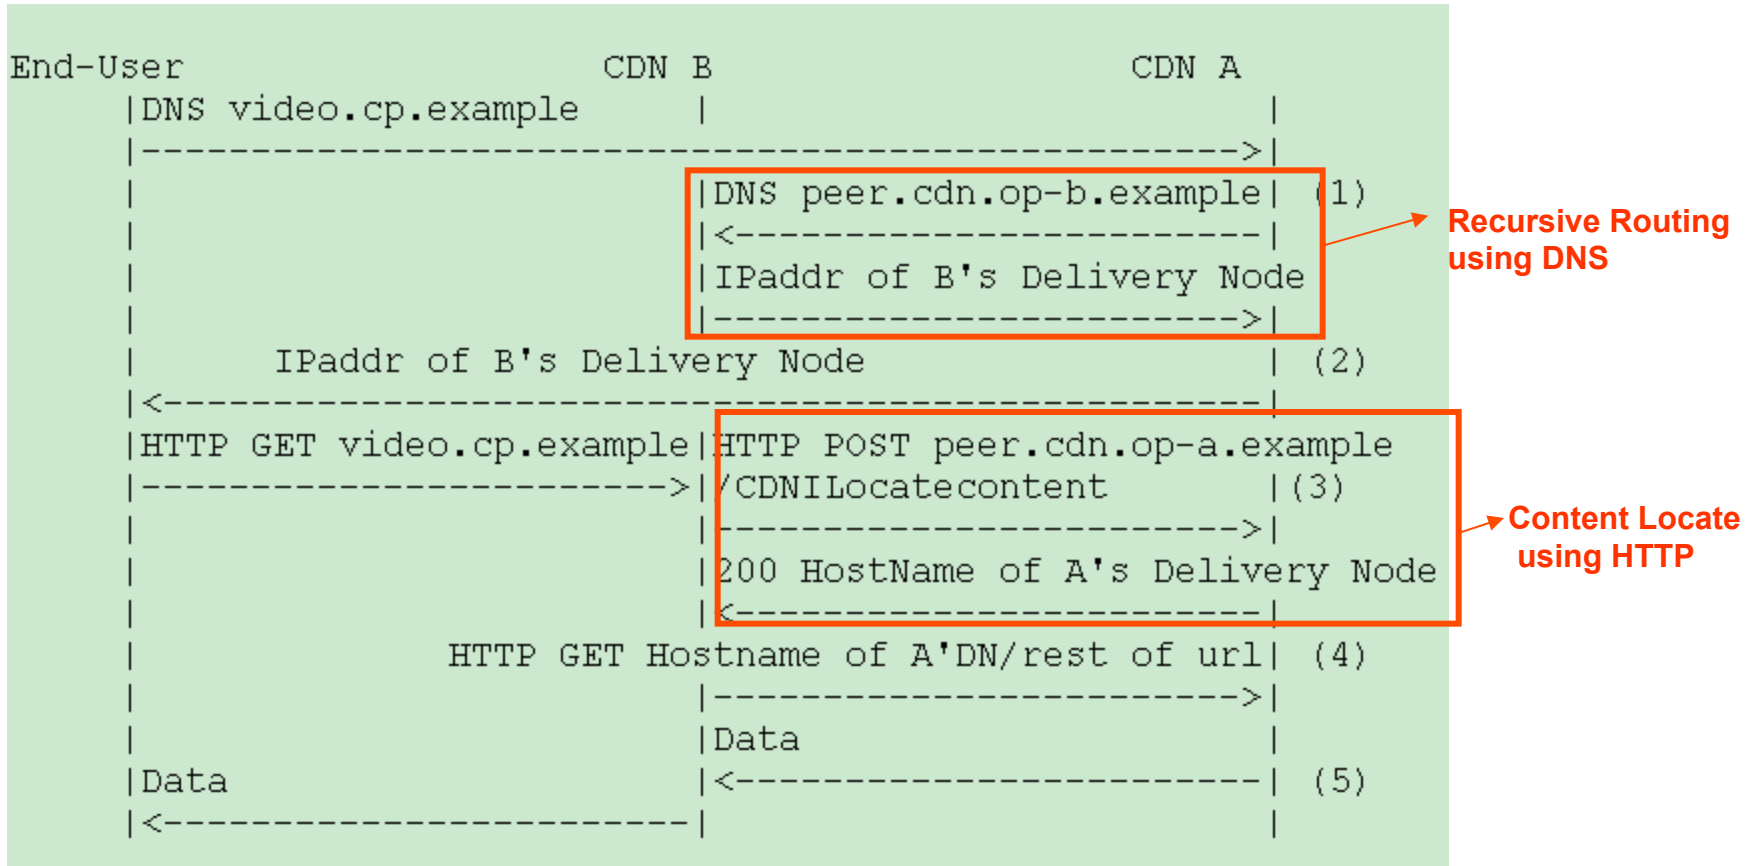 End-User CDN B CDN A
|DNS video.cp.example | |
|--------------------------------------------------->|
| |DNS peer.cdn.op-b.example| (1)
| |<------------------------|
| |IPaddr of B's Delivery Node
| |------------------------>|
| IPaddr of B's Delivery Node | (2)
|<---------------------------------------------------|
|HTTP GET video.cp.example|HTTP POST peer.cdn.op-a.example
|------------------------>|/CDNILocatecontent |(3)
| |------------------------>|
| |200 HostName of A's Delivery Node
| |<------------------------|
| HTTP GET Hostname of A'DN/rest of url| (4)
| |------------------------>|
| |Data |
|Data |<------------------------| (5)
|<------------------------| |
Recursive Routing
using DNS
Content Locate
using HTTP